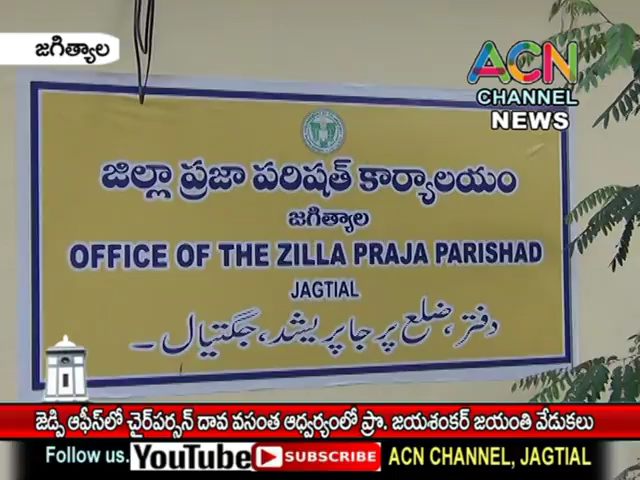 జగిత్యాల
ACN
CHANNEL
NEWS
జిల్లా ప్రజా పరిషత్ కార్యాలయం
జగిత్యాల
OFFICE OF THE ZILLA PRAJA PARISHAD
JAGTIAL
دفتر، ضلع پرجا پریشد، جگتیال ۔
జెడ్పి ఆఫీస్‌లో చైర్‌పర్సన్ దావ వసంత ఆధ్వర్యంలో ప్రొ. జయశంకర్ జయంతి వేడుకలు
Follow us. YouTube SUBSCRIBE ACN CHANNEL, JAGTIAL